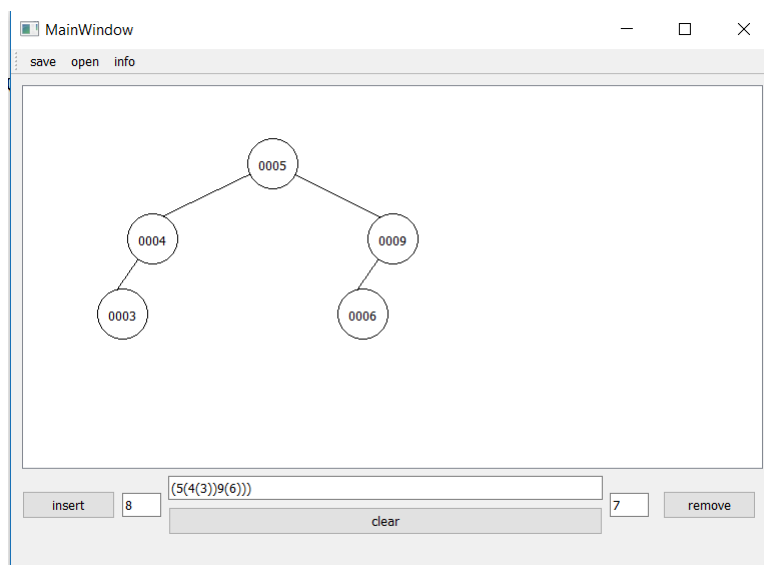 MainWindow
save open info
0005
0004 0009
0003 0006
(5(4(3))9(6)))
insert 8 7 remove
clear